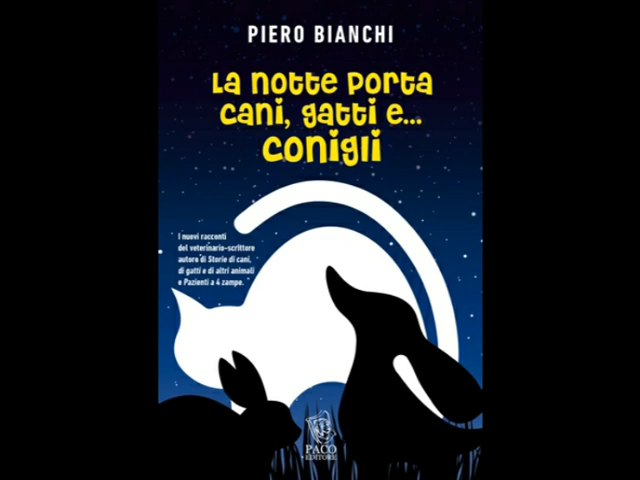 PIERO BIANCHI
La notte porta
cani, gatti e...
conigli
I nuovi racconti
del veterinario-scrittore
autore di Storie di cani,
di gatti e di altri animali
e Pazienti a 4 zampe.
PACO
EDITORE